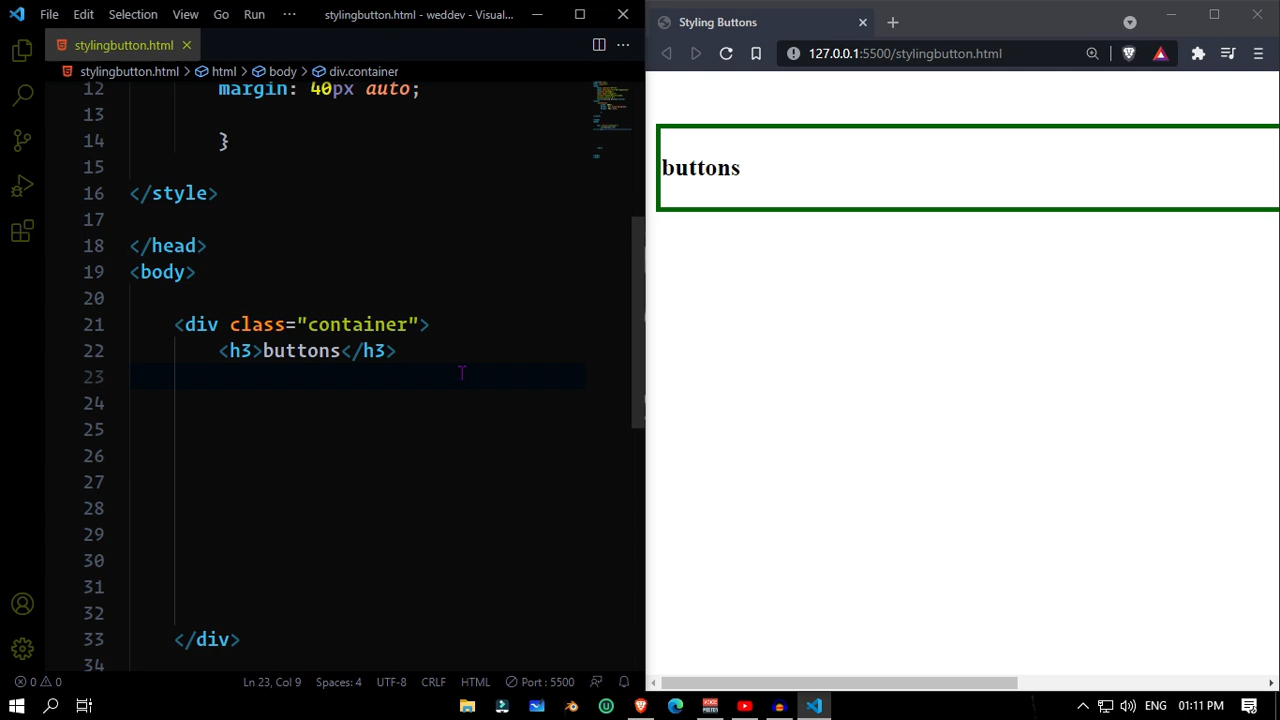 File Edit Selection View Go Run ··· stylingbutton.html - weddev - Visual...
stylingbutton.html
stylingbutton.html > html > body > div.container
12 margin: 40px auto;
13
14 }
15
16 </style>
17
18 </head>
19 <body>
20
21 <div class="container">
22 <h3>buttons</h3>
23
24
25
26
27
28
29
30
31
32
33 </div>
34
0 0 Ln 23, Col 9 Spaces: 4 UTF-8 CRLF HTML Port : 5500
Styling Buttons
127.0.0.1:5500/stylingbutton.html
buttons
ENG 01:11 PM